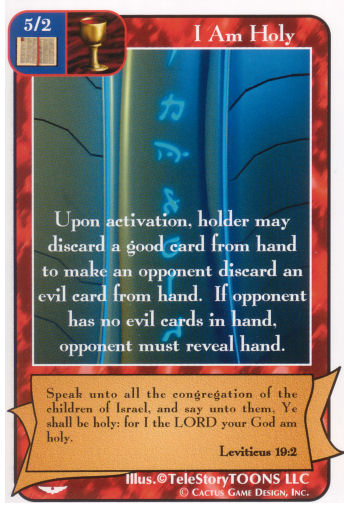 5/2
I Am Holy
Upon activation, holder may
discard a good card from hand
to make an opponent discard an
evil card from hand. If opponent
has no evil cards in hand,
opponent must reveal hand.
Speak unto all the congregation of the
children of Israel, and say unto them, Ye
shall be holy: for I the LORD your God am
holy.
Leviticus 19:2
Illus.©TeleStoryTOONS LLC
© Cactus Game Design, Inc.